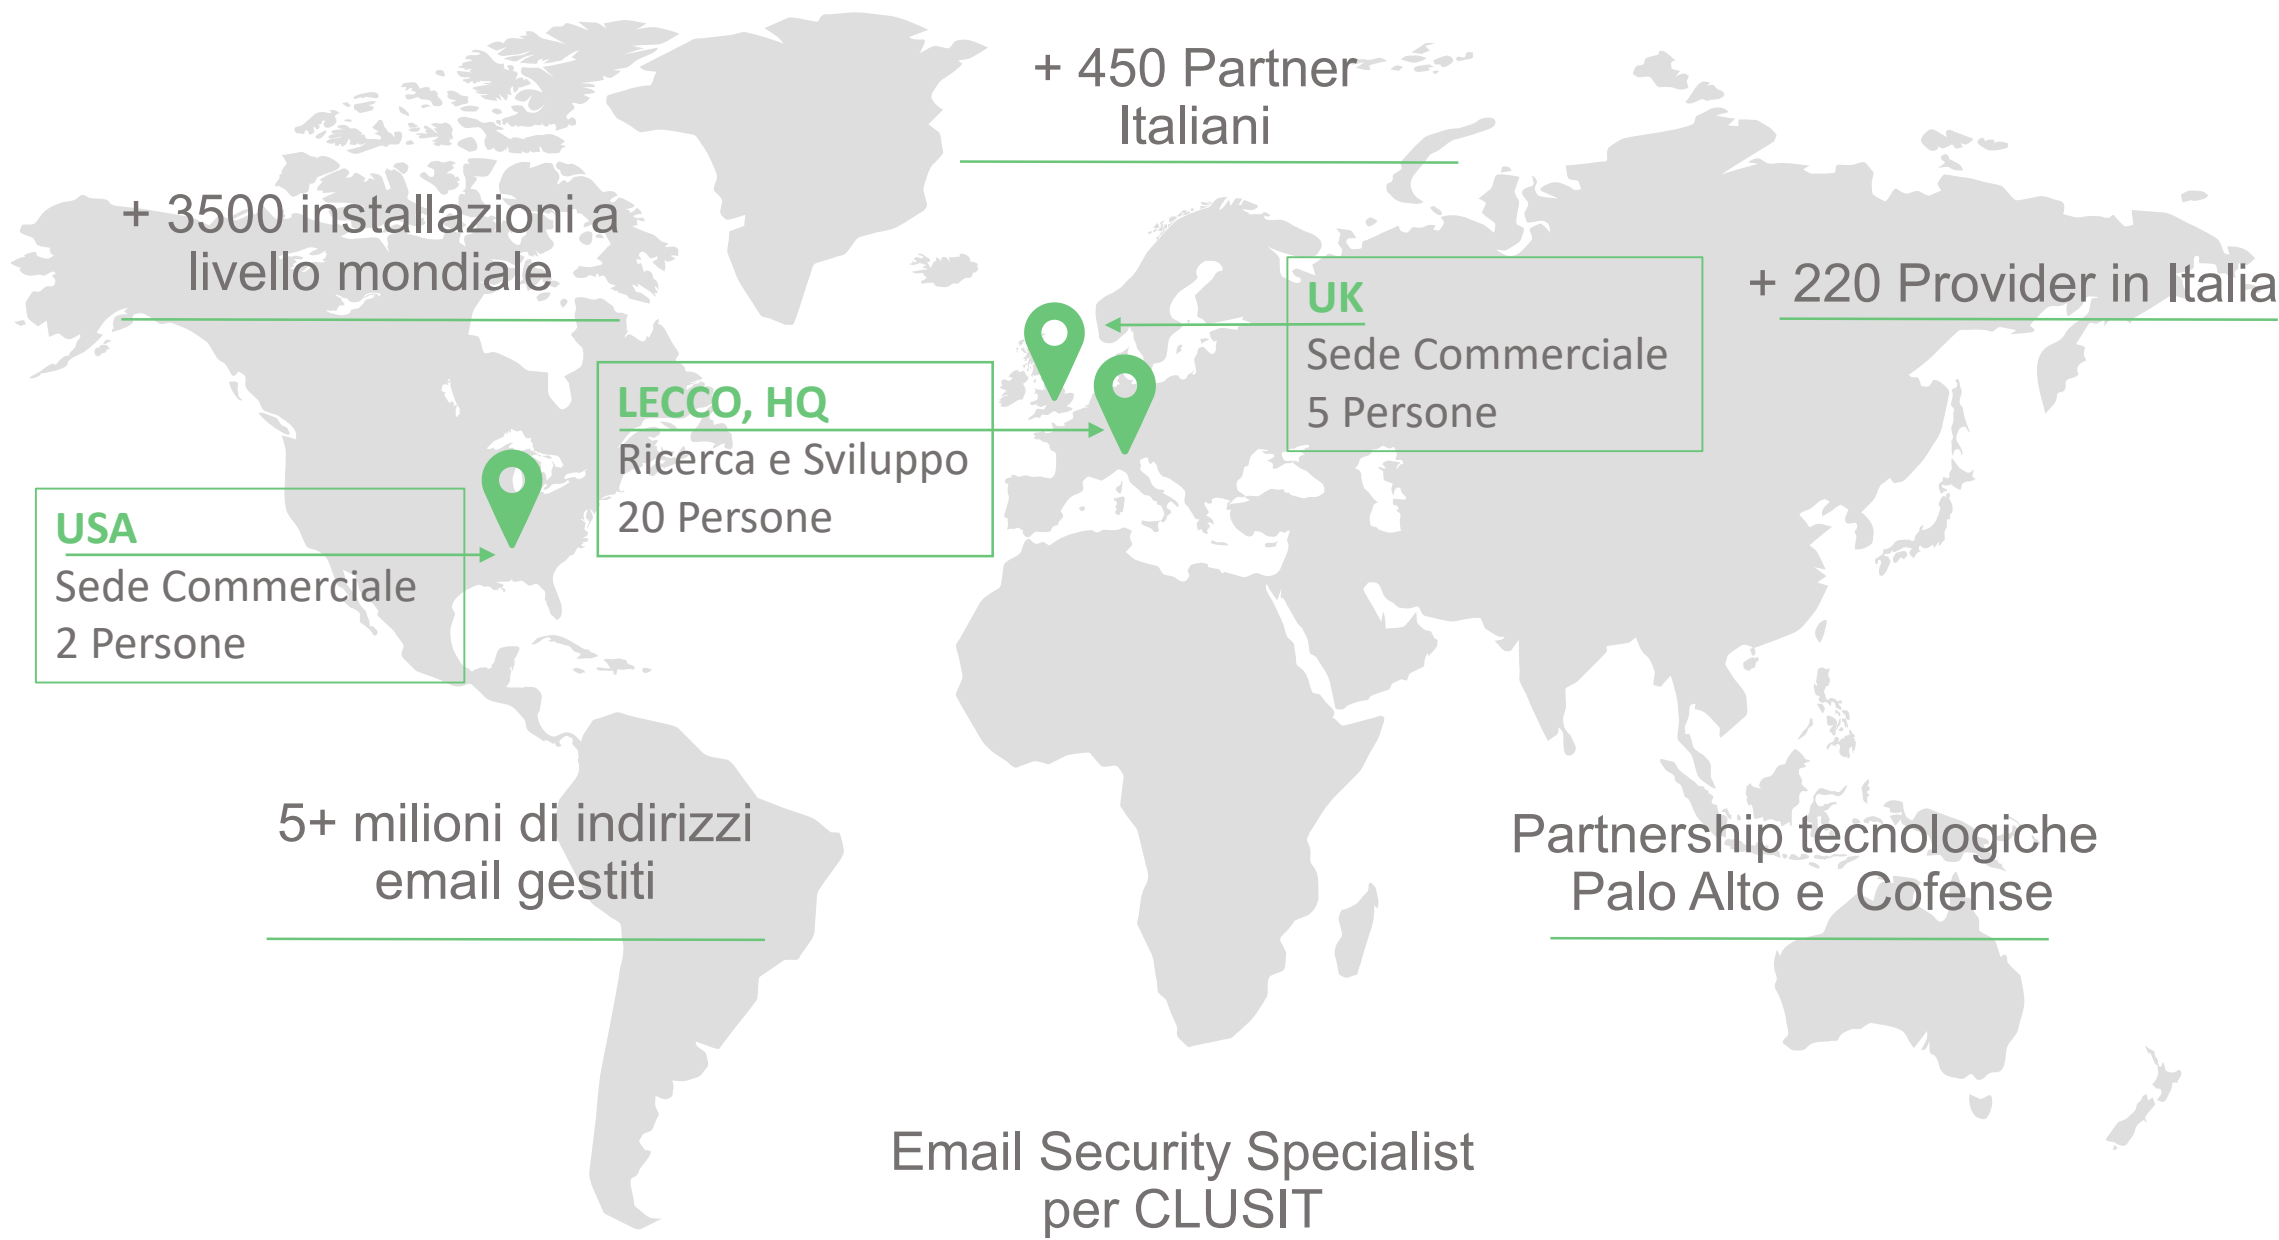 + 450 Partner
Italiani
+ 3500 installazioni a
livello mondiale
+ 220 Provider in Italia
UK
Sede Commerciale
5 Persone
LECCO, HQ
Ricerca e Sviluppo
20 Persone
USA
Sede Commerciale
2 Persone
5+ milioni di indirizzi
email gestiti
Partnership tecnologiche
Palo Alto e  Cofense
Email Security Specialist
per CLUSIT